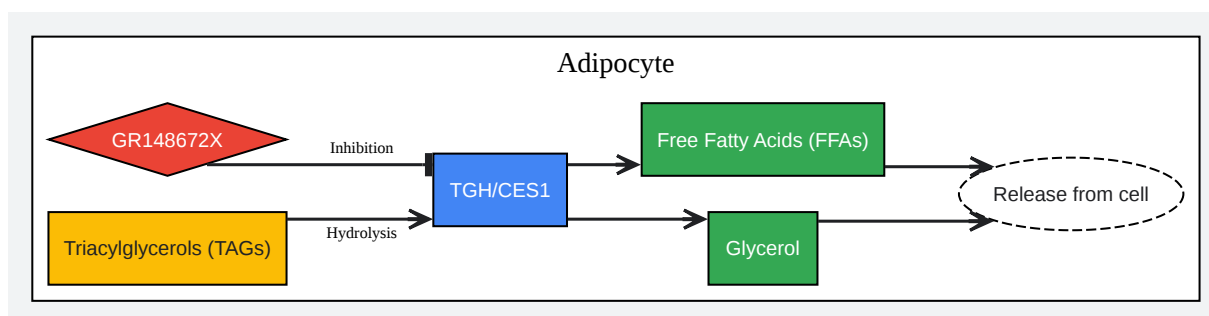 Adipocyte
GR148672X
Inhibition
TGH/CES1
Free Fatty Acids (FFAs)
Release from cell
Triacylglycerols (TAGs)
Hydrolysis
Glycerol